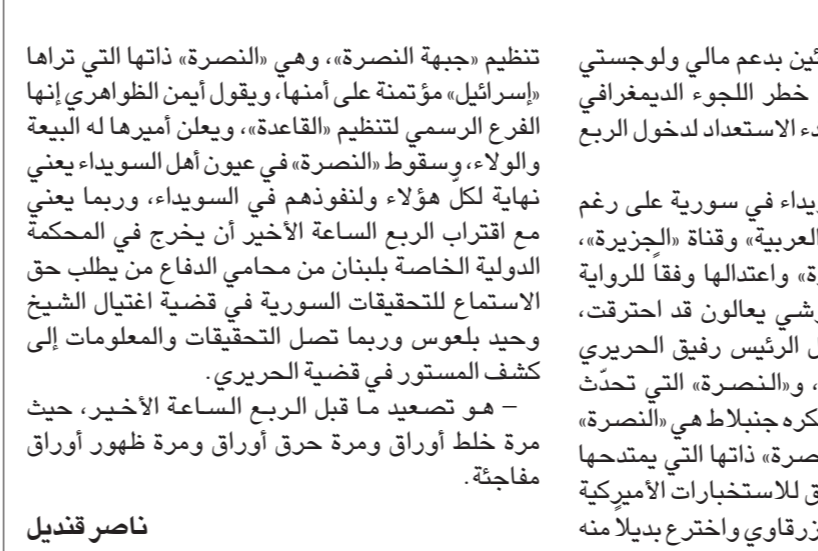 ئين بدعم مالي ولوجستي
خطر اللجوء الديمغرافي
دء الاستعداد لدخول الربع
يداء في سورية على رغم
العربية» وقناة «الجزيرة»،
ة» واعتدالها وفقاً للرواية
شي يعالون قد احترقت،
ل الرئيس رفيق الحريري
، و«النصرة» التي تحدّث
كره جنبلاط هي «النصرة»
صرة» ذاتها التي يمتدحها
ق للاستخبارات الأميركية
زرقاوي واخترع بديلاً منه
تنظيم «جبهة النصرة»، وهي «النصرة» ذاتها التي تراها
«إسرائيل» مؤتمنة على أمنها، ويقول أيمن الظواهري إنها
الفرع الرسمي لتنظيم «القاعدة»، ويعلن أميرها له البيعة
والولاء، وسقوط «النصرة» في عيون أهل السويداء يعني
نهاية لكلّ هؤلاء ولنفوذهم في السويداء، وربما يعني
مع اقتراب الربع الساعة الأخير أن يخرج في المحكمة
الدولية الخاصة بلبنان من محامي الدفاع من يطلب حق
الاستماع للتحقيقات السورية في قضية اغتيال الشيخ
وحيد بلعوس وربما تصل التحقيقات والمعلومات إلى
كشف المستور في قضية الحريري.
– هو تصعيد ما قبل الربع الساعة الأخير، حيث
مرة خلط أوراق ومرة حرق أوراق ومرة ظهور أوراق
مفاجئة.
ناصر قنديل